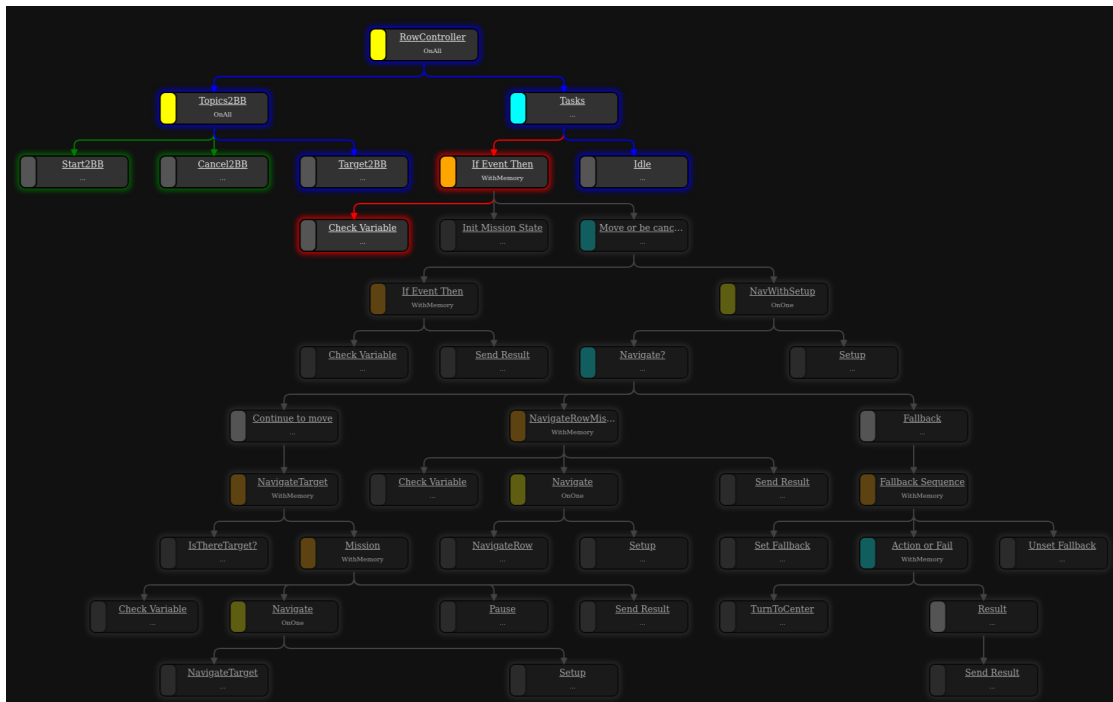 RowController
OnAll
Topics2BB
OnAll
Tasks
...
Start2BB
...
Cancel2BB
...
Target2BB
...
If Event Then
WithMemory
Idle
...
Check Variable
...
Init Mission State
...
Move or be canc...
...
If Event Then
WithMemory
NavWithSetup
OnOne
Check Variable
...
Send Result
...
Navigate?
...
Setup
...
Continue to move
...
NavigateRowMis...
WithMemory
Fallback
...
NavigateTarget
WithMemory
Check Variable
...
Navigate
OnOne
Send Result
...
Fallback Sequence
WithMemory
IsThereTarget?
...
Mission
WithMemory
NavigateRow
...
Setup
...
Set Fallback
...
Action or Fail
WithMemory
Unset Fallback
...
Check Variable
...
Navigate
OnOne
Pause
...
Send Result
...
TurnToCenter
...
Result
...
NavigateTarget
...
Setup
...
Send Result
...